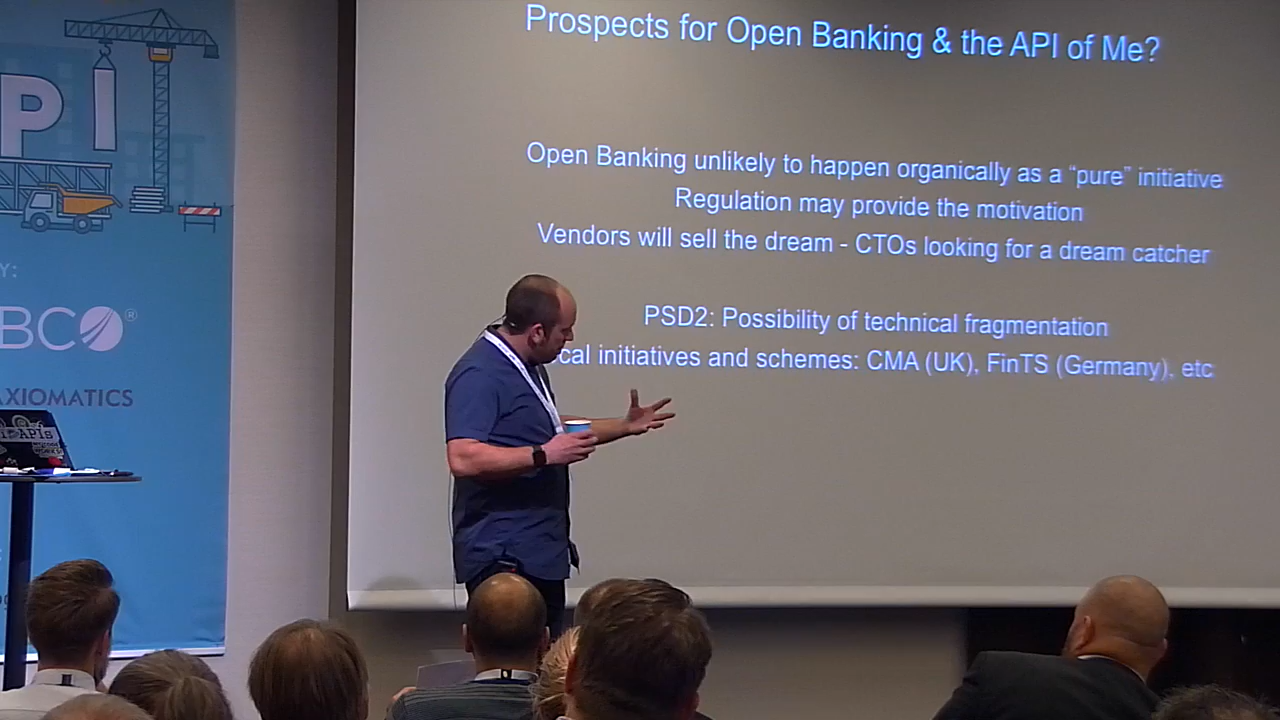 Prospects for Open Banking & the API of Me?
Open Banking unlikely to happen organically as a “pure” initiative
Regulation may provide the motivation
Vendors will sell the dream - CTOs looking for a dream catcher
PSD2: Possibility of technical fragmentation
cal initiatives and schemes: CMA (UK), FinTS (Germany), etc
PI
Y:
BCO®
AXIOMATICS
APIs